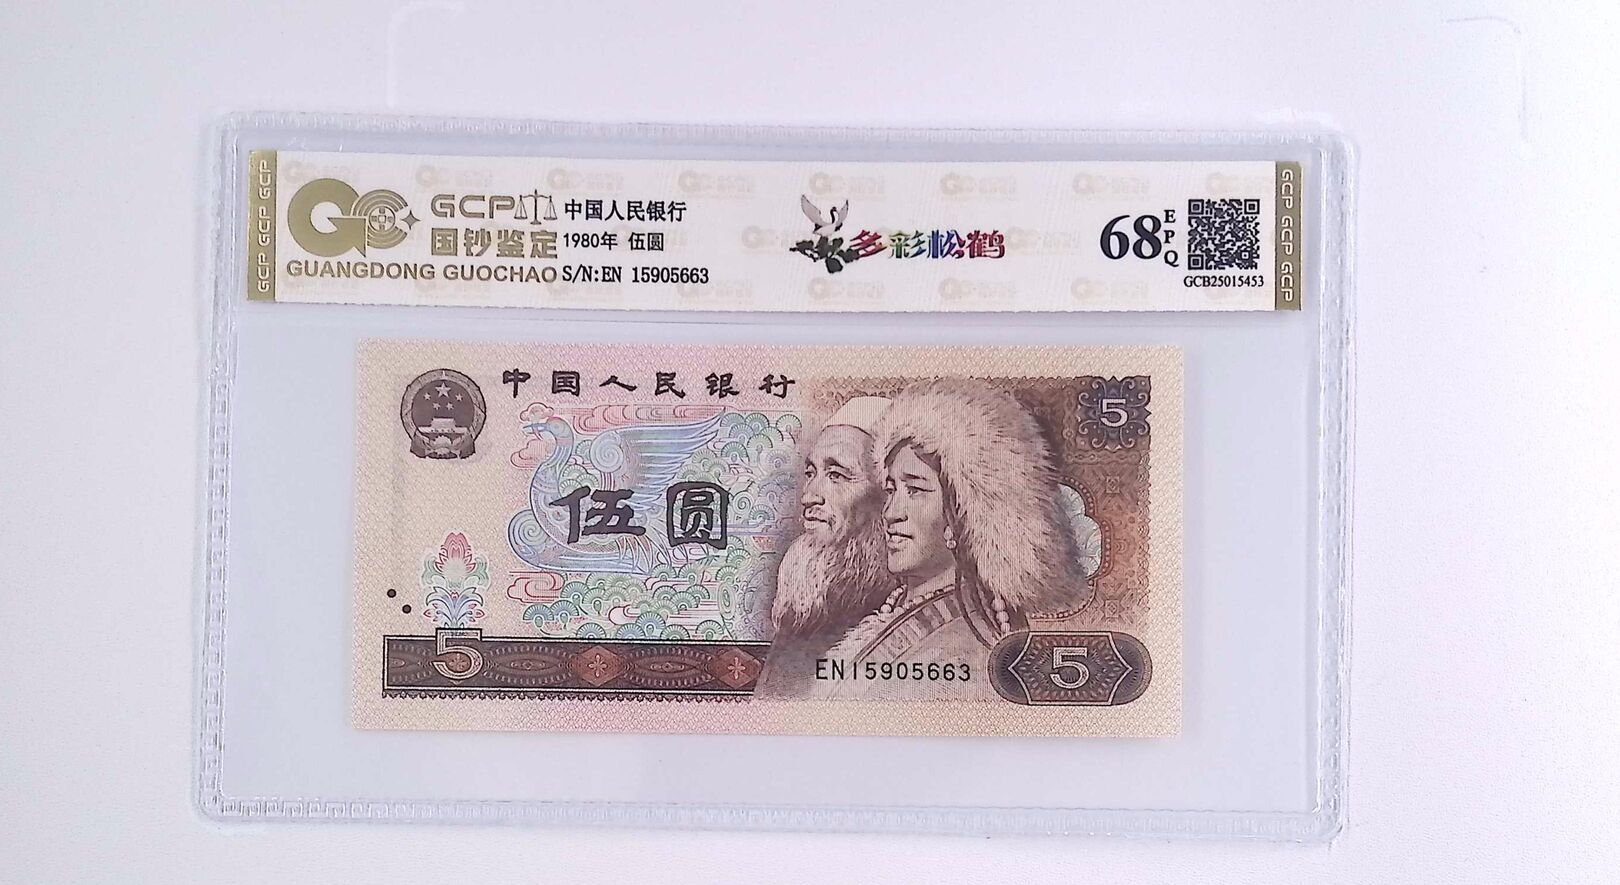 GCP GCP GCP
GCP 中国人民银行
国钞鉴定 1980年 伍圆
GUANGDONG GUOCHAO S/N:EN 15905663
多彩松鹤
68 EPQ
GCB25015453
GCP GCP GCP
中国人民银行
5
伍圆
5
EN15905663
5